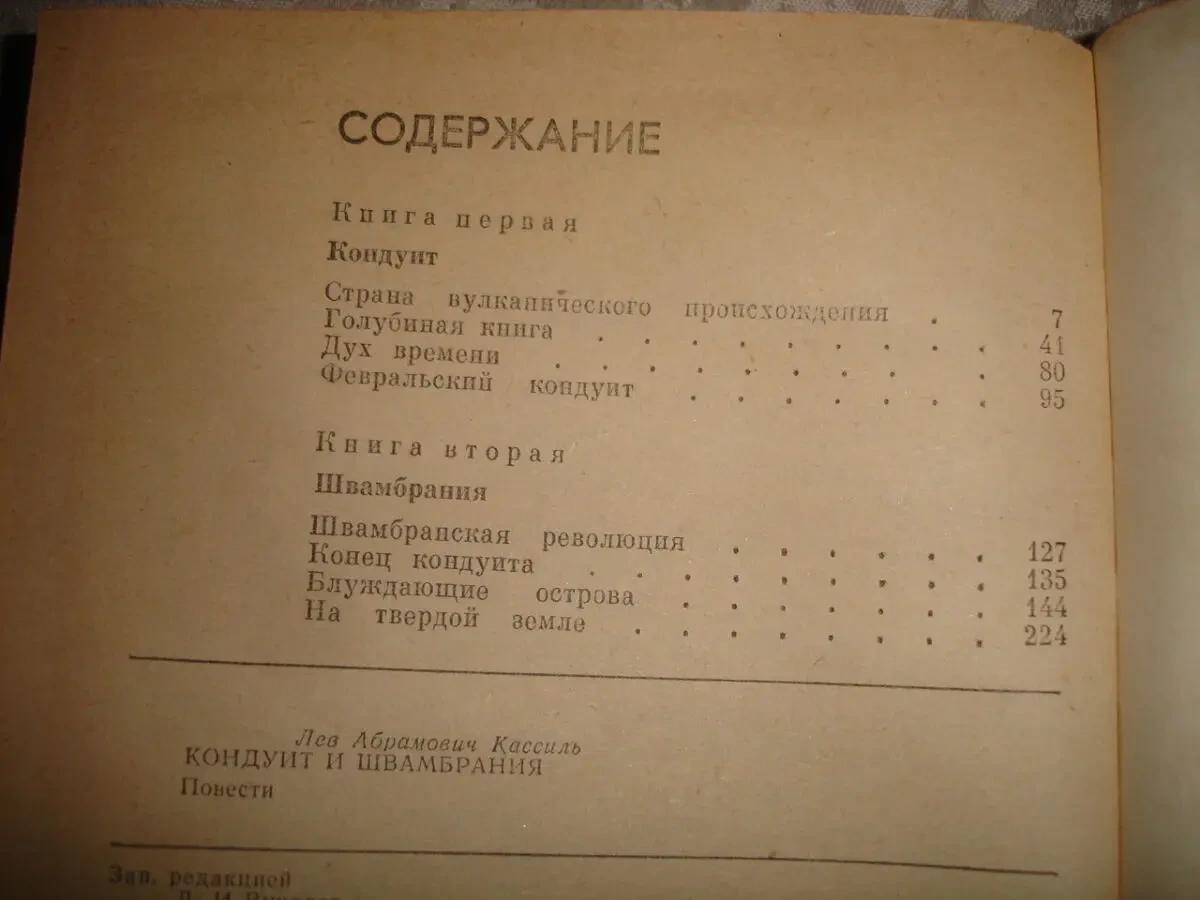 СОДЕРЖАНИЕ
Книга первая
Кондуит
Страна вулканического происхождения . 7
Голубиная книга . . . . . . . . . 41
Дух времени . . . . . . . . . 80
Февральский кондуит . . . . . . . 95
Книга вторая
Швамбрания
Швамбранская революция . . . . . . 127
Конец кондуита . . . . . . . . . 135
Блуждающие острова . . . . . . . 144
На твердой земле . . . . . . . . 224
Лев Абрамович Кассиль
КОНДУИТ И ШВАМБРАНИЯ
Повести
Зав. редакцией